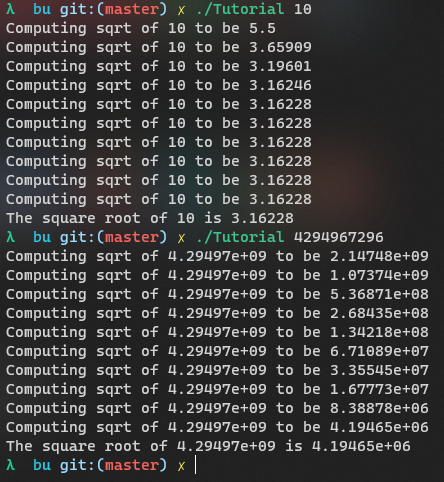 λ  bu git:(master) ✗ ./Tutorial 10
Computing sqrt of 10 to be 5.5
Computing sqrt of 10 to be 3.65909
Computing sqrt of 10 to be 3.19601
Computing sqrt of 10 to be 3.16246
Computing sqrt of 10 to be 3.16228
Computing sqrt of 10 to be 3.16228
Computing sqrt of 10 to be 3.16228
Computing sqrt of 10 to be 3.16228
Computing sqrt of 10 to be 3.16228
Computing sqrt of 10 to be 3.16228
The square root of 10 is 3.16228
λ  bu git:(master) ✗ ./Tutorial 4294967296
Computing sqrt of 4.29497e+09 to be 2.14748e+09
Computing sqrt of 4.29497e+09 to be 1.07374e+09
Computing sqrt of 4.29497e+09 to be 5.36871e+08
Computing sqrt of 4.29497e+09 to be 2.68435e+08
Computing sqrt of 4.29497e+09 to be 1.34218e+08
Computing sqrt of 4.29497e+09 to be 6.71089e+07
Computing sqrt of 4.29497e+09 to be 3.35545e+07
Computing sqrt of 4.29497e+09 to be 1.67773e+07
Computing sqrt of 4.29497e+09 to be 8.38878e+06
Computing sqrt of 4.29497e+09 to be 4.19465e+06
The square root of 4.29497e+09 is 4.19465e+06
λ  bu git:(master) ✗